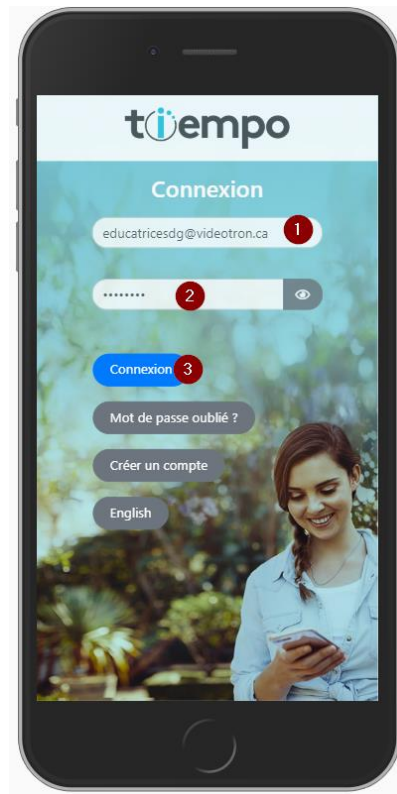 tiempo
Connexion
educatricesdg@videotron.ca 1
•••••••• 2
Connexion 3
Mot de passe oublié ?
Créer un compte
English